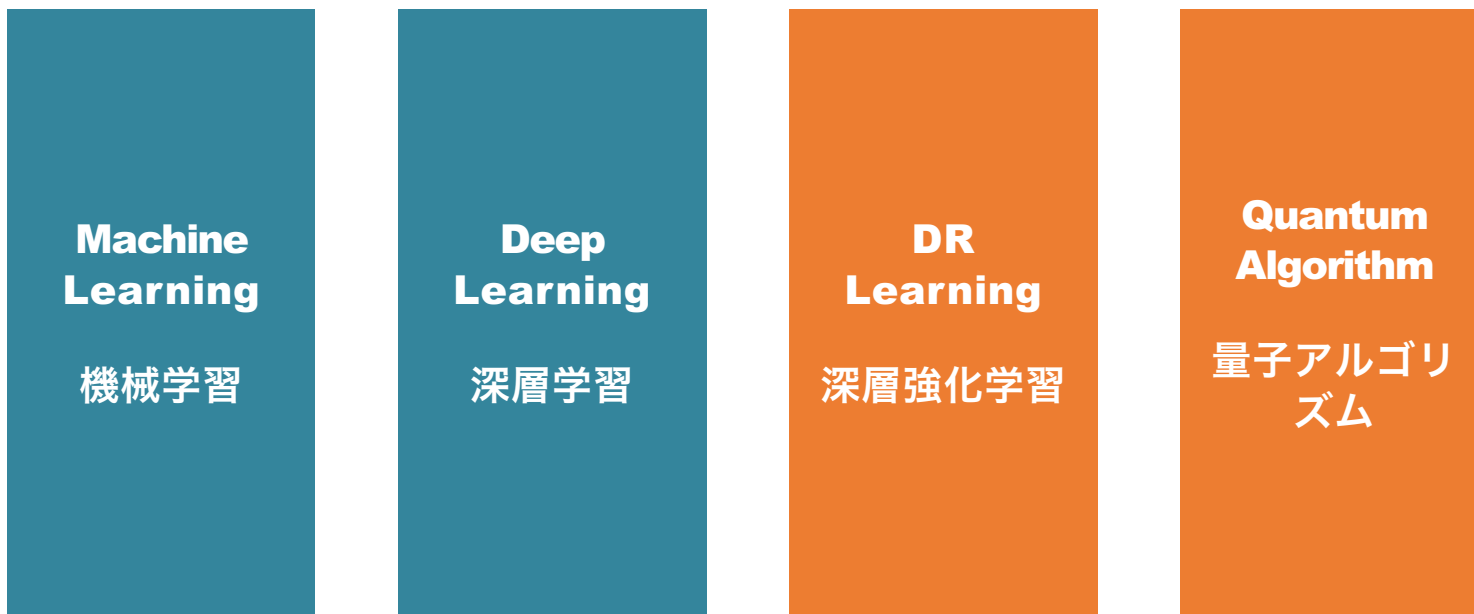 Machine
Learning
機械学習
Deep
Learning
深層学習
DR
Learning
深層強化学習
Quantum
Algorithm
量子アルゴリ
ズム